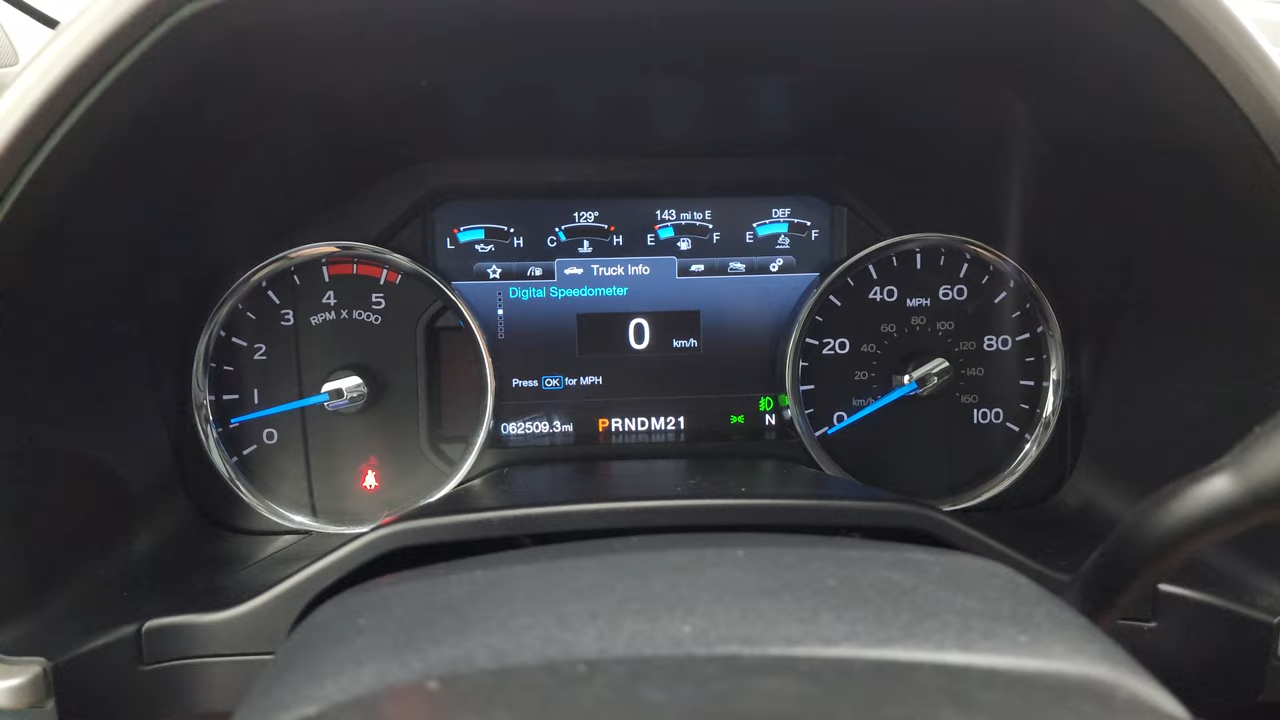 129°
143 mi to E
DEF
L H
C H
E F
E F
Truck Info
Digital Speedometer
0
km/h
Press OK for MPH
062509.3mi
PRNDM21
N
0
1
2
3
4
5
RPM X 1000
0
20
40
60
80
100
MPH
km/h
20
40
60
80
100
120
140
160